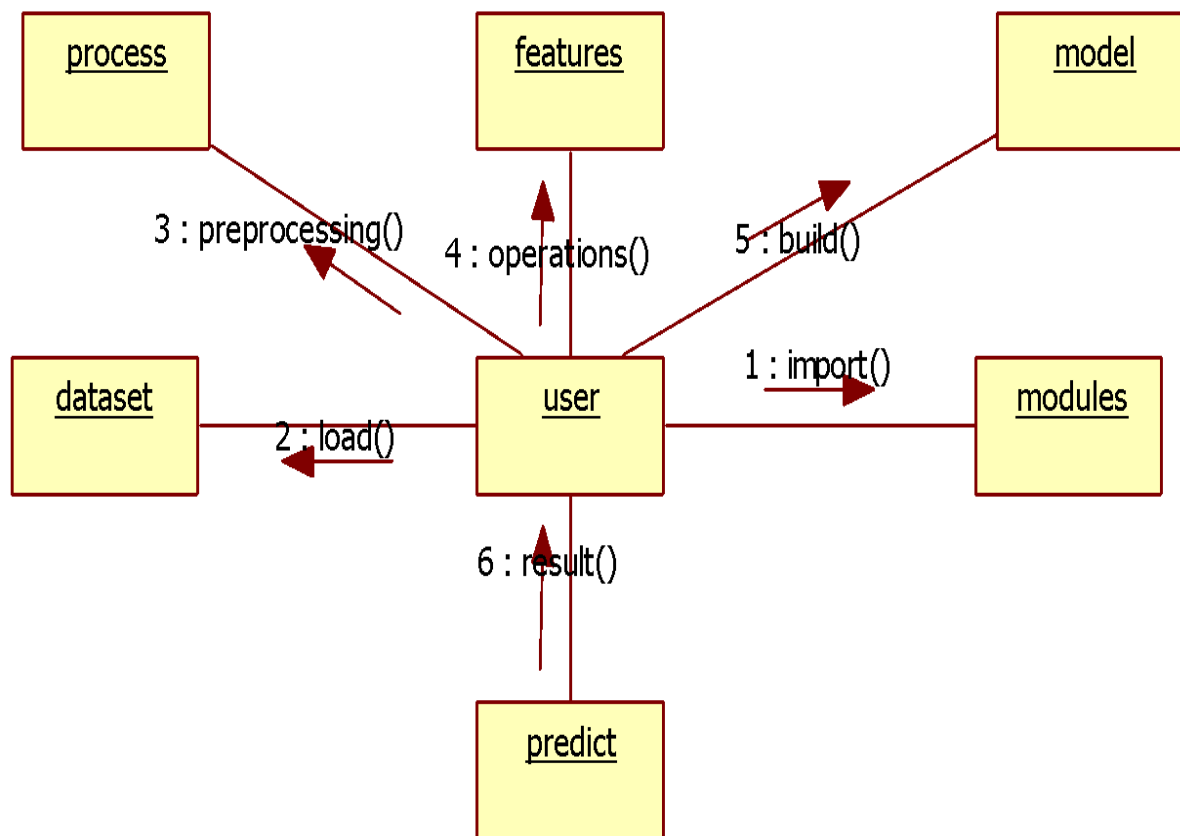 process
features
model
3 : preprocessing()
4 : operations()
5 : build()
dataset
user
1 : import()
modules
2 : load()
6 : result()
predict